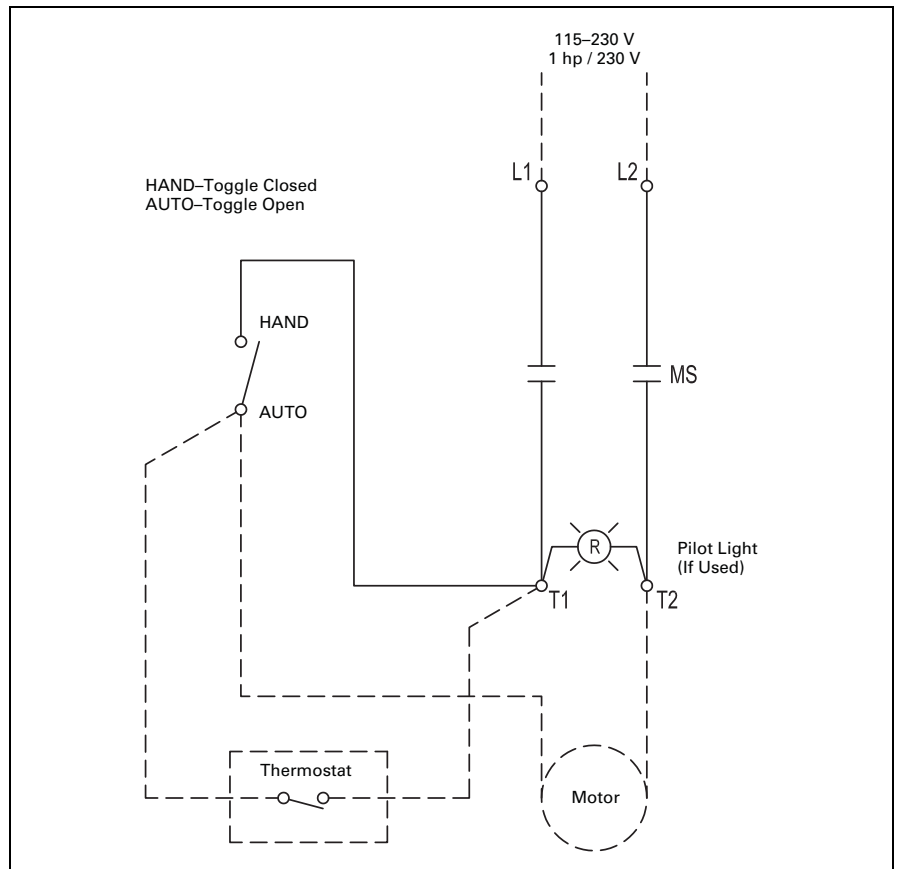 115–230 V
1 hp / 230 V
L1
L2
HAND–Toggle Closed
AUTO–Toggle Open
HAND
MS
AUTO
R
Pilot Light
(If Used)
T1
T2
Thermostat
Motor